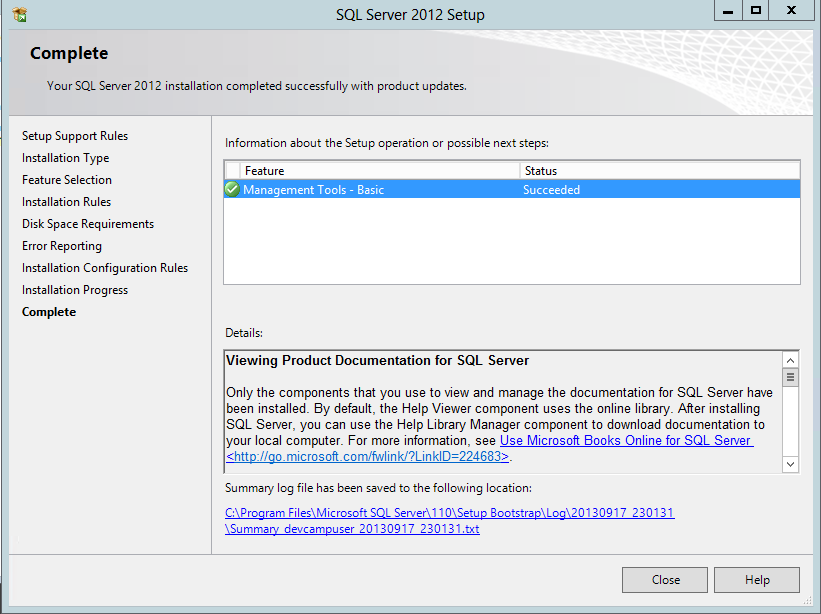 SQL Server 2012 Setup
Complete
Your SQL Server 2012 installation completed successfully with product updates.
Setup Support Rules
Installation Type
Feature Selection
Installation Rules
Disk Space Requirements
Error Reporting
Installation Configuration Rules
Installation Progress
Complete
Information about the Setup operation or possible next steps:
Feature Status
Management Tools - Basic Succeeded
Details:
Viewing Product Documentation for SQL Server
Only the components that you use to view and manage the documentation for SQL Server have
been installed. By default, the Help Viewer component uses the online library. After installing
SQL Server, you can use the Help Library Manager component to download documentation to
your local computer. For more information, see Use Microsoft Books Online for SQL Server
<http://go.microsoft.com/fwlink/?LinkID=224683>.
Summary log file has been saved to the following location:
C:\Program Files\Microsoft SQL Server\110\Setup Bootstrap\Log\20130917_230131
\Summary_devcampuser_20130917_230131.txt
Close Help